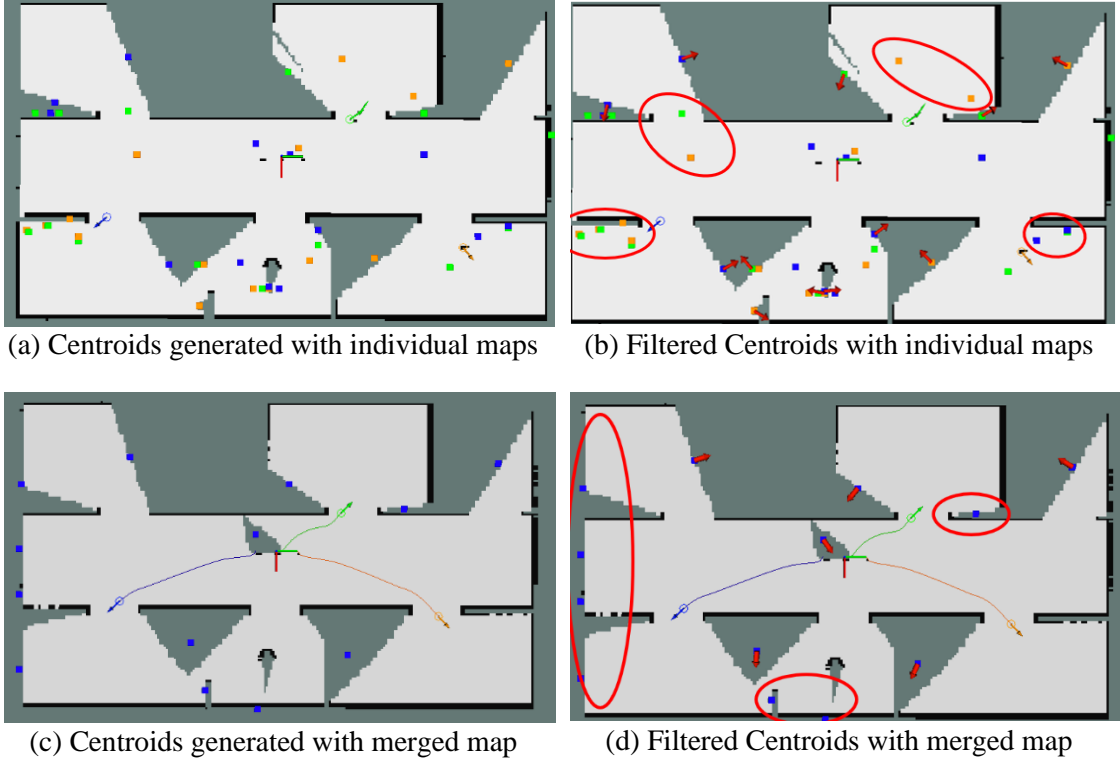 (a) Centroids generated with individual maps
(b) Filtered Centroids with individual maps
(c) Centroids generated with merged map
(d) Filtered Centroids with merged map